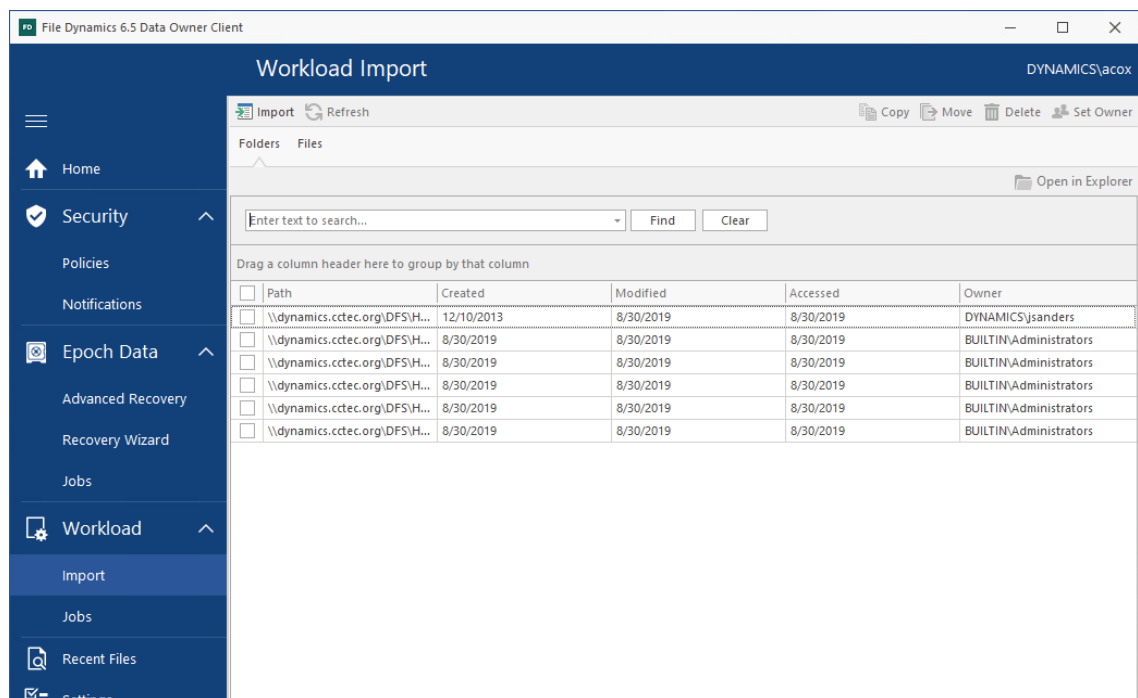 FD File Dynamics 6.5 Data Owner Client
Workload Import
DYNAMICS\acox
Import Refresh Copy Move Delete Set Owner
Folders Files
Open in Explorer
Enter text to search... Find Clear
Drag a column header here to group by that column
Path Created Modified Accessed Owner
\\dynamics.cctec.org\DFS\H... 12/10/2013 8/30/2019 8/30/2019 DYNAMICS\jsanders
\\dynamics.cctec.org\DFS\H... 8/30/2019 8/30/2019 8/30/2019 BUILTIN\Administrators
\\dynamics.cctec.org\DFS\H... 8/30/2019 8/30/2019 8/30/2019 BUILTIN\Administrators
\\dynamics.cctec.org\DFS\H... 8/30/2019 8/30/2019 8/30/2019 BUILTIN\Administrators
\\dynamics.cctec.org\DFS\H... 8/30/2019 8/30/2019 8/30/2019 BUILTIN\Administrators
\\dynamics.cctec.org\DFS\H... 8/30/2019 8/30/2019 8/30/2019 BUILTIN\Administrators
Home
Security
Policies
Notifications
Epoch Data
Advanced Recovery
Recovery Wizard
Jobs
Workload
Import
Jobs
Recent Files
Settings